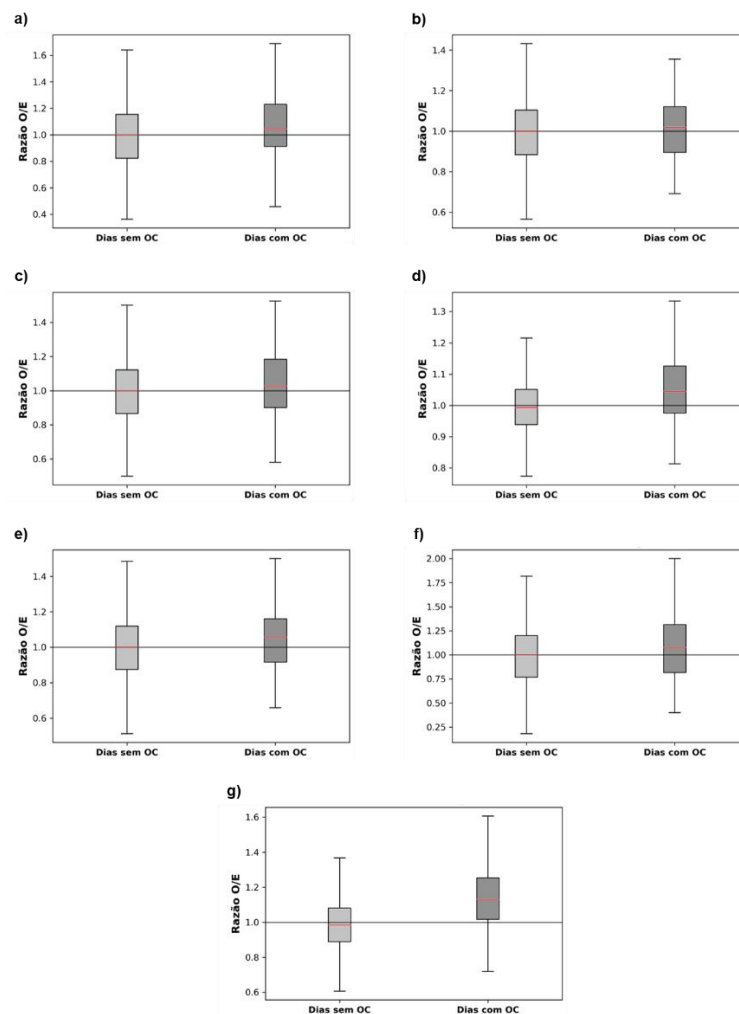 a)
1.6
1.4
1.2
1.0
0.8
0.6
0.4
Razão O/E
Dias sem OC Dias com OC
b)
1.4
1.2
1.0
0.8
0.6
Razão O/E
Dias sem OC Dias com OC
c)
1.4
1.2
1.0
0.8
0.6
Razão O/E
Dias sem OC Dias com OC
d)
1.3
1.2
1.1
1.0
0.9
0.8
Razão O/E
Dias sem OC Dias com OC
e)
1.4
1.2
1.0
0.8
0.6
Razão O/E
Dias sem OC Dias com OC
f)
2.00
1.75
1.50
1.25
1.00
0.75
0.50
0.25
Razão O/E
Dias sem OC Dias com OC
g)
1.6
1.4
1.2
1.0
0.8
0.6
Razão O/E
Dias sem OC Dias com OC